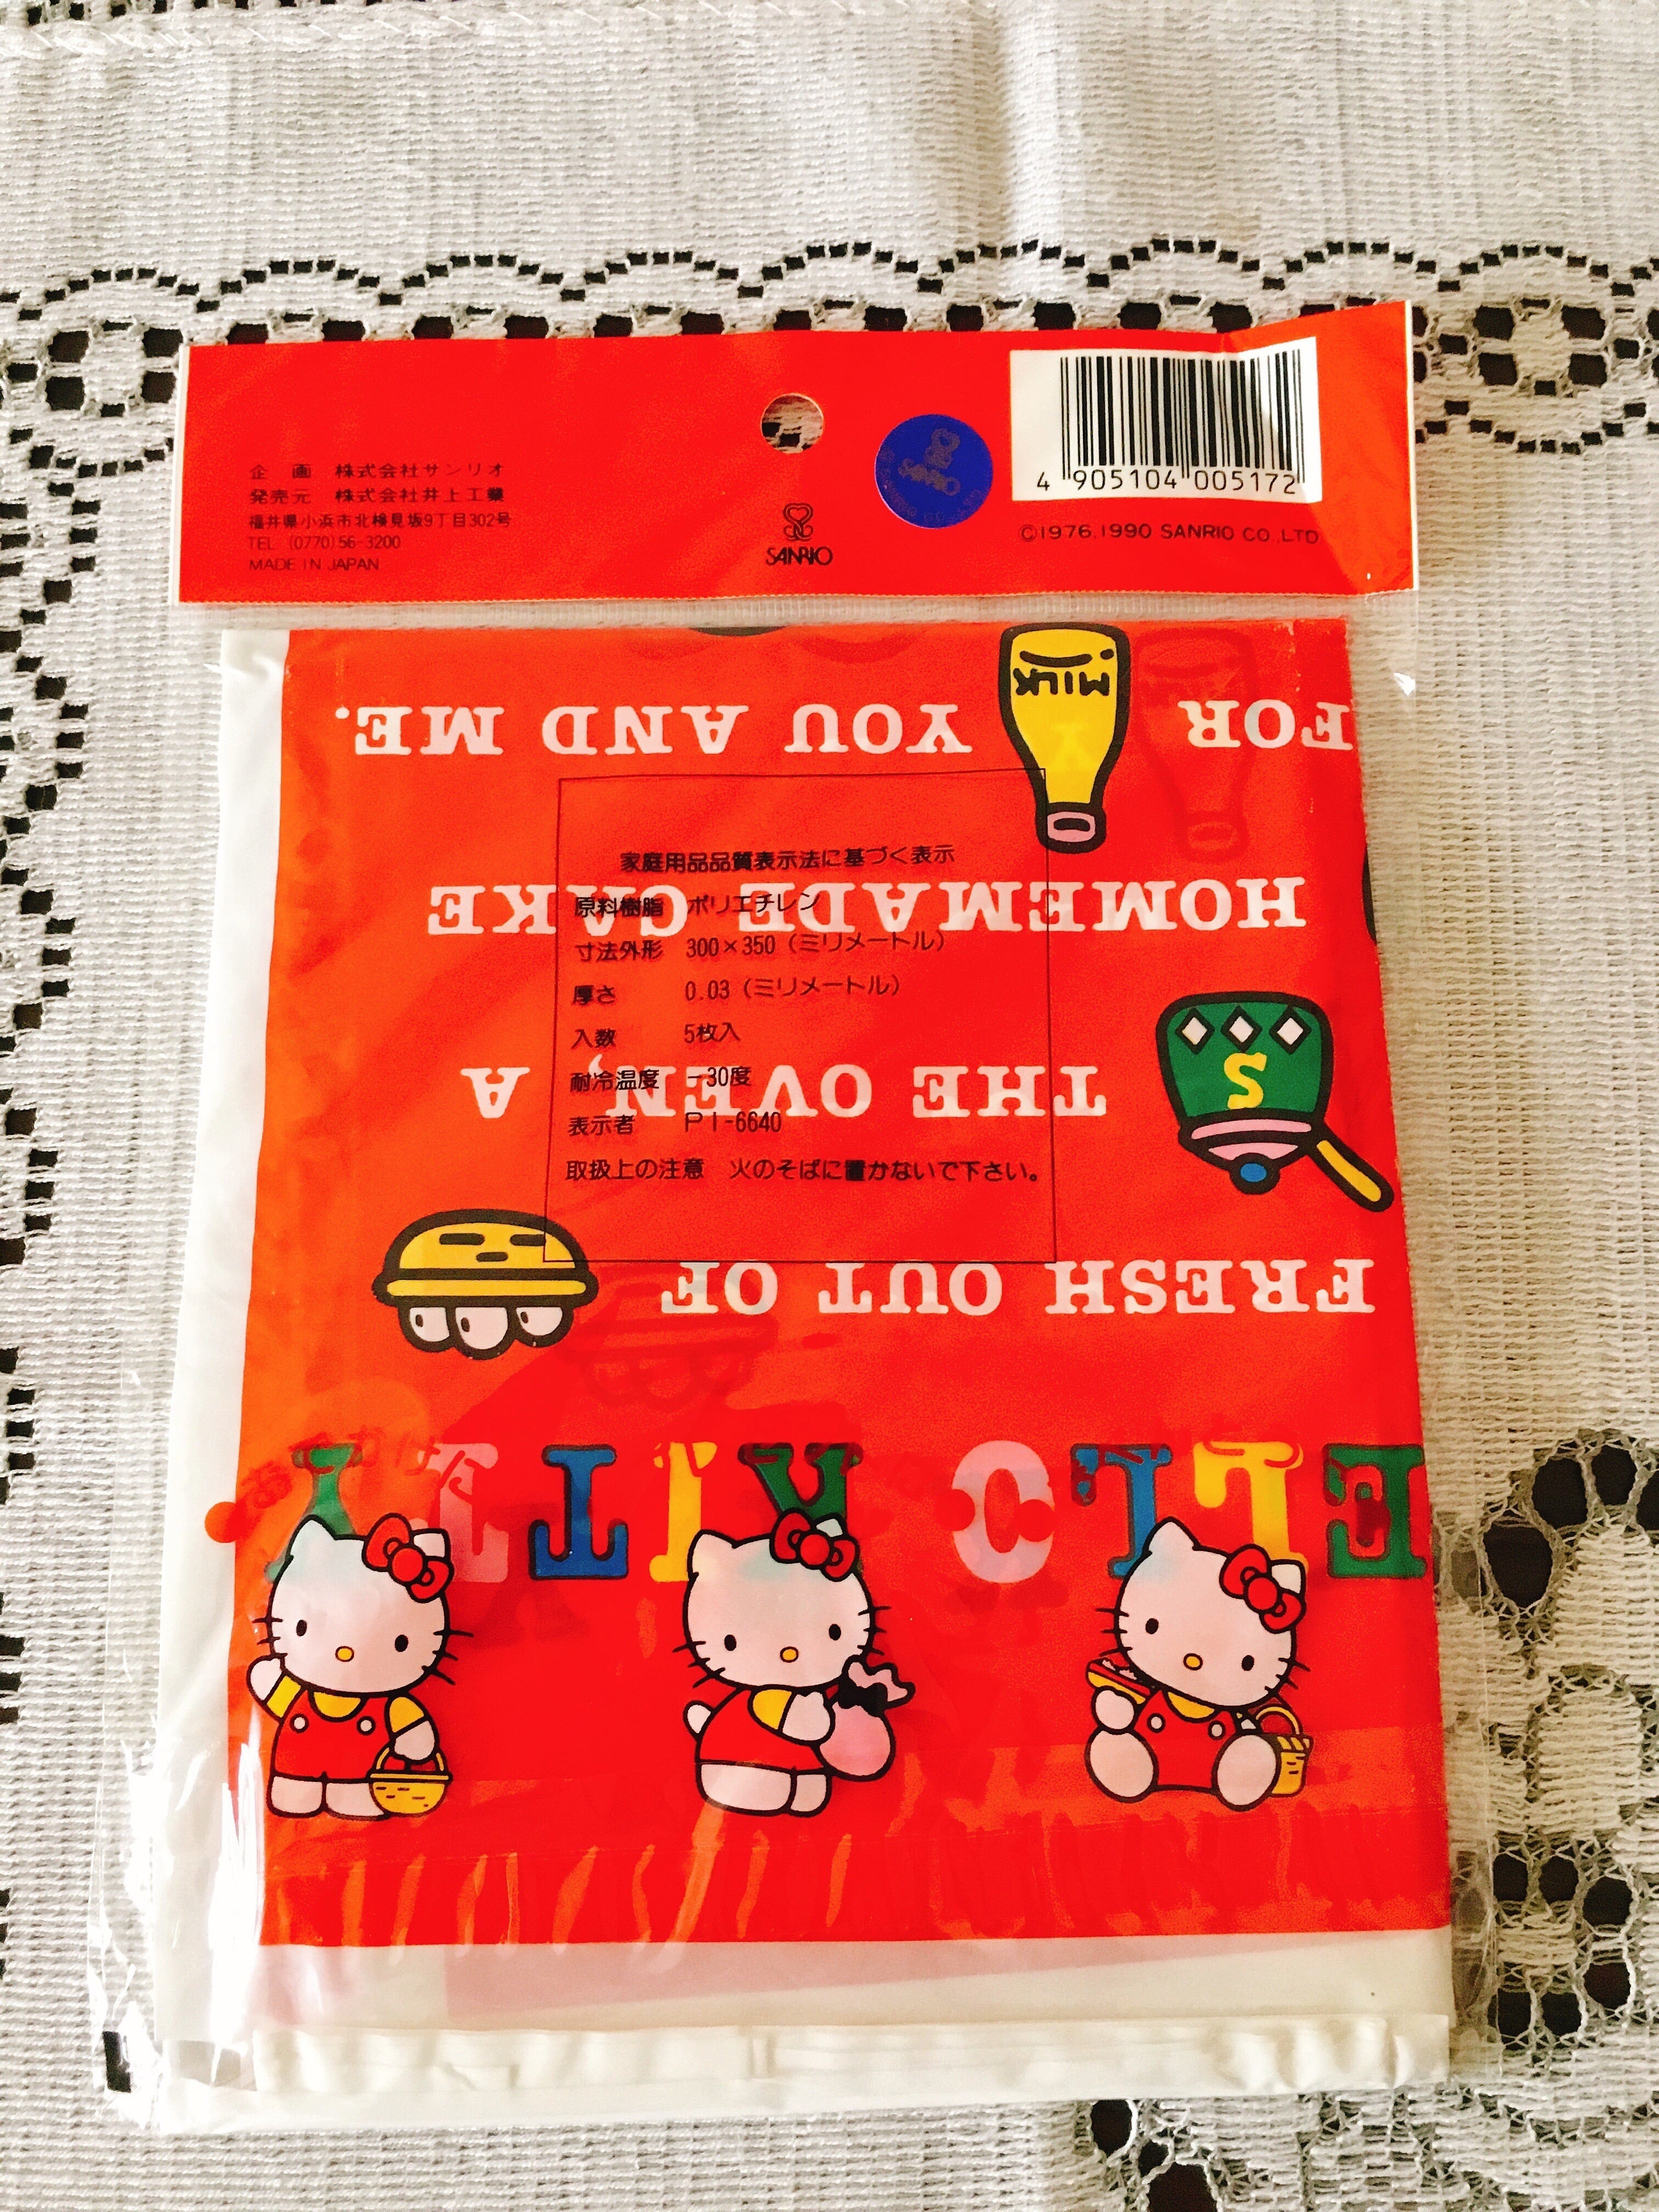 企 画 株式会社サンリオ
発売元 株式会社井上工業
福井県小浜市北検見坂9丁目302号
TEL (0770)56-3200
MADE IN JAPAN
SANRIO
SANRIO
4 905104 005172
©1976,1990 SANRIO CO.,LTD
家庭用品品質表示法に基づく表示
原料樹脂 ポリエチレン
寸法外形 300×350(ミリメートル)
厚さ 0.03(ミリメートル)
入数 5枚入
耐冷温度 -30度
表示者 PI-6640
取扱上の注意 火のそばに置かないで下さい。
ELLO KITTY
FRESH OUT OF
THE OVEN, A
S
HOMEMADE CAKE
FOR
MILK
YOU AND ME.